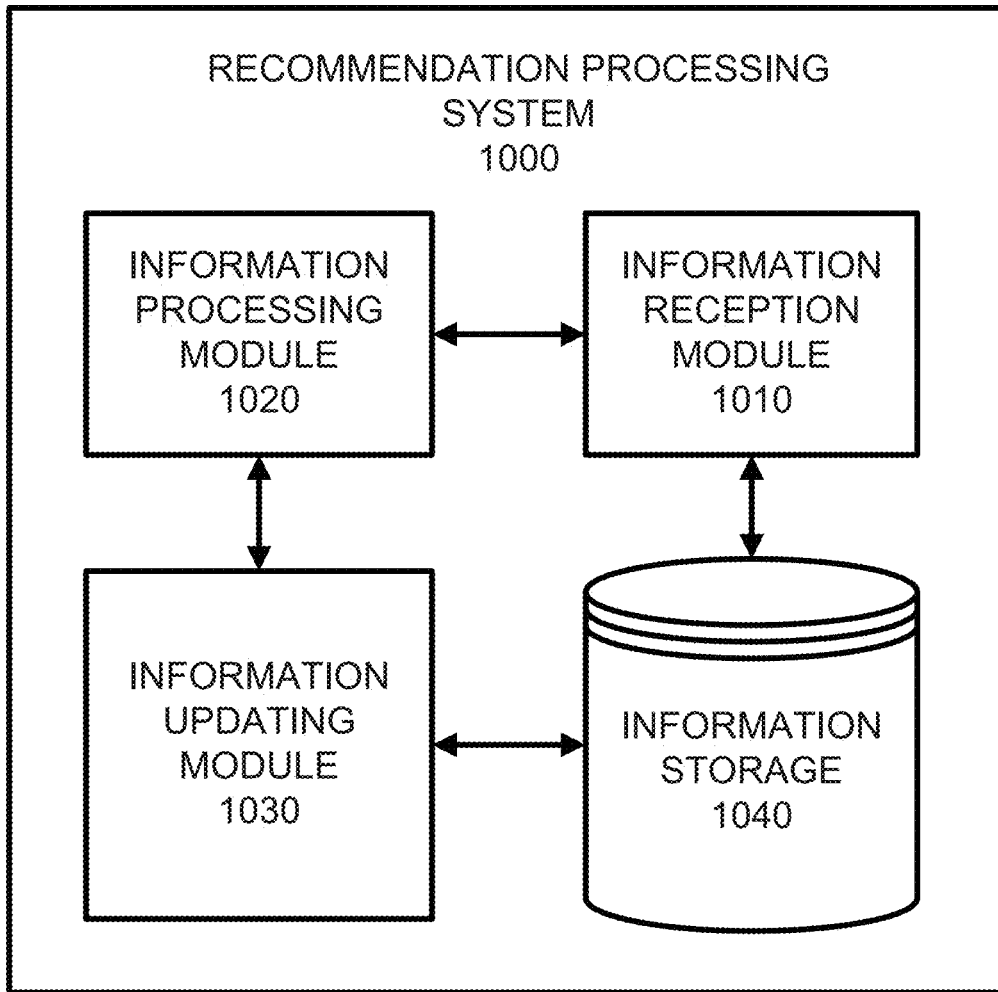 RECOMMENDATION PROCESSING
SYSTEM
1000
INFORMATION
PROCESSING
MODULE
1020
INFORMATION
RECEPTION
MODULE
1010
INFORMATION
UPDATING
MODULE
1030
INFORMATION
STORAGE
1040